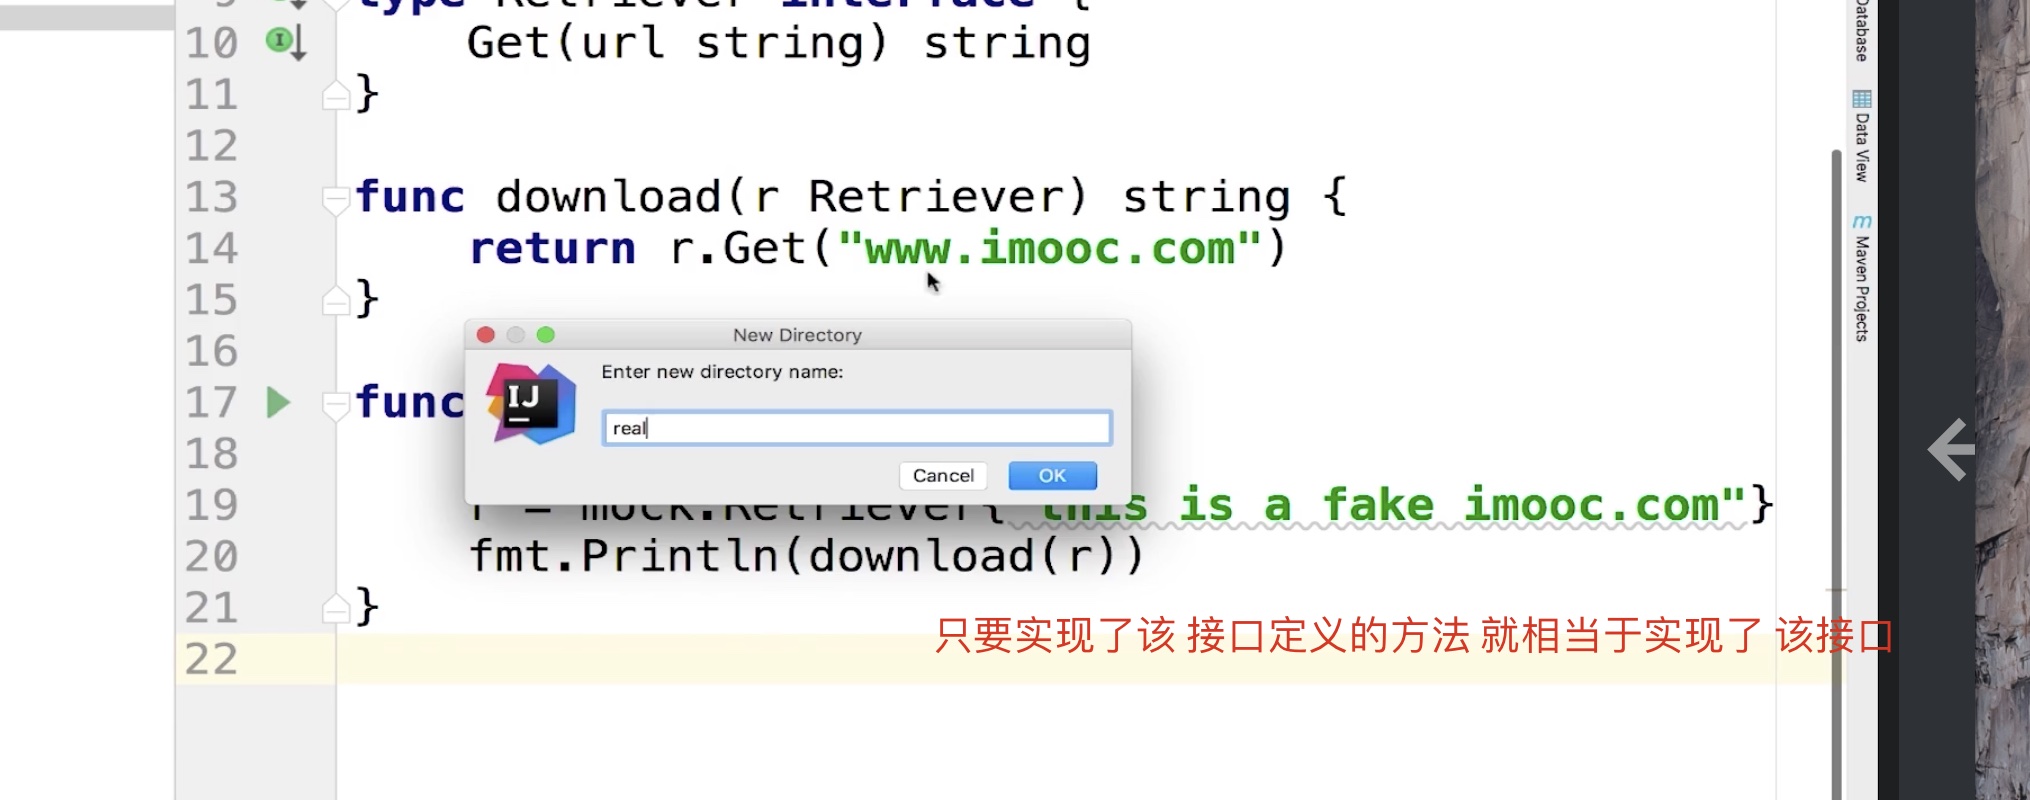 9 type Retriever interface {
10 Get(url string) string
11 }
12
13 func download(r Retriever) string {
14 return r.Get("www.imooc.com")
15 }
16
17 func
18
19 r = mock.Retriever{"this is a fake imooc.com"}
20 fmt.Println(download(r))
21 }
22
New Directory
Enter new directory name:
IJ
real
Cancel OK
只要实现了该 接口定义的方法 就相当于实现了 该接口
Database
Data View
m Maven Projects